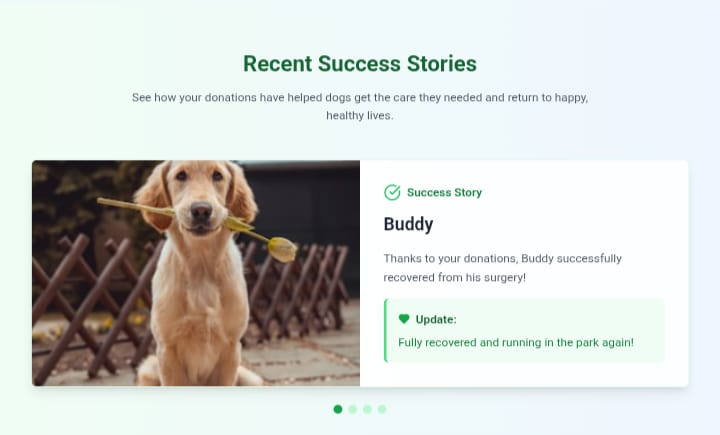 Recent Success Stories
See how your donations have helped dogs get the care they needed and return to happy,
healthy lives.
Success Story
Buddy
Thanks to your donations, Buddy successfully
recovered from his surgery!
Update:
Fully recovered and running in the park again!